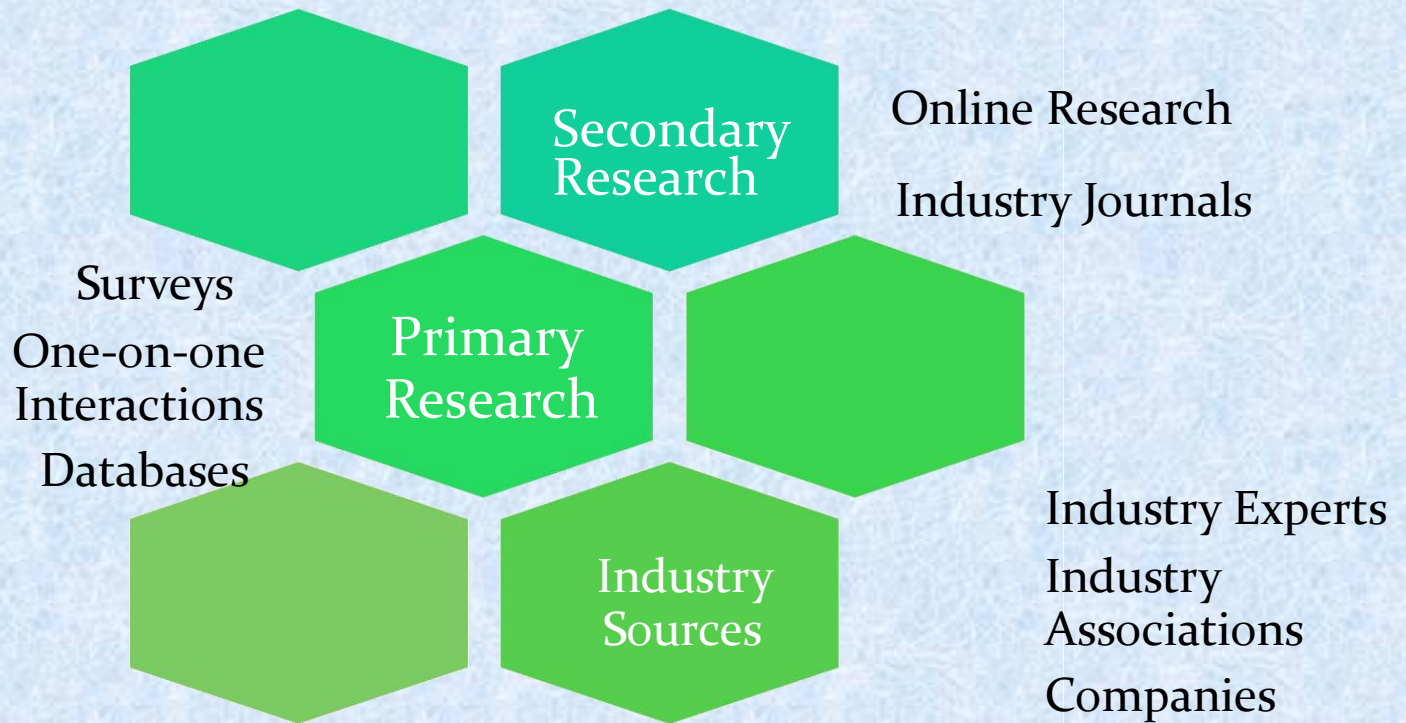 Secondary
Research
Online Research
Industry Journals
Surveys
One-on-one
Interactions
Databases
Primary
Research
Industry
Sources
Industry Experts
Industry
Associations
Companies